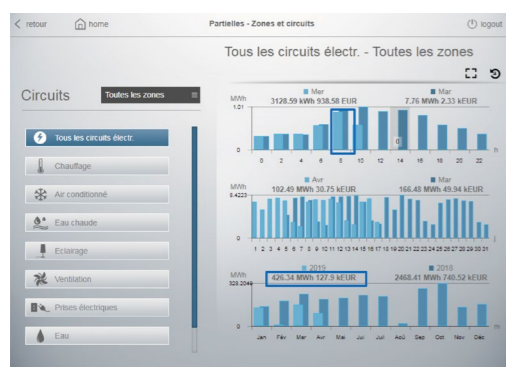 retour
home
Partielles - Zones et circuits
logout
Tous les circuits électr. - Toutes les zones
Circuits
Toutes les zones
Tous les circuits électr.
Chauffage
Air conditionné
Eau chaude
Eclairage
Ventilation
Prises électriques
Eau
Mer
3128.59 kWh 938.58 EUR
Mar
7.76 MWh 2.33 kEUR
MWh
1.01
0
0
0 2 4 6 8 10 12 14 16 18 20 22
h
Avr
102.49 MWh 30.75 kEUR
Mar
166.48 MWh 49.94 kEUR
MWh
8.4223
0
1 2 3 4 5 6 7 8 9 10 11 12 13 14 15 16 17 18 19 20 21 22 23 24 25 26 27 28 29 30 31
j
2019
426.34 MWh 127.9 kEUR
2018
2468.41 MWh 740.52 kEUR
MWh
328.2049
0
Jan Fév Mar Avr Mai Jui Jul Aoû Sep Oct Nov Déc
m